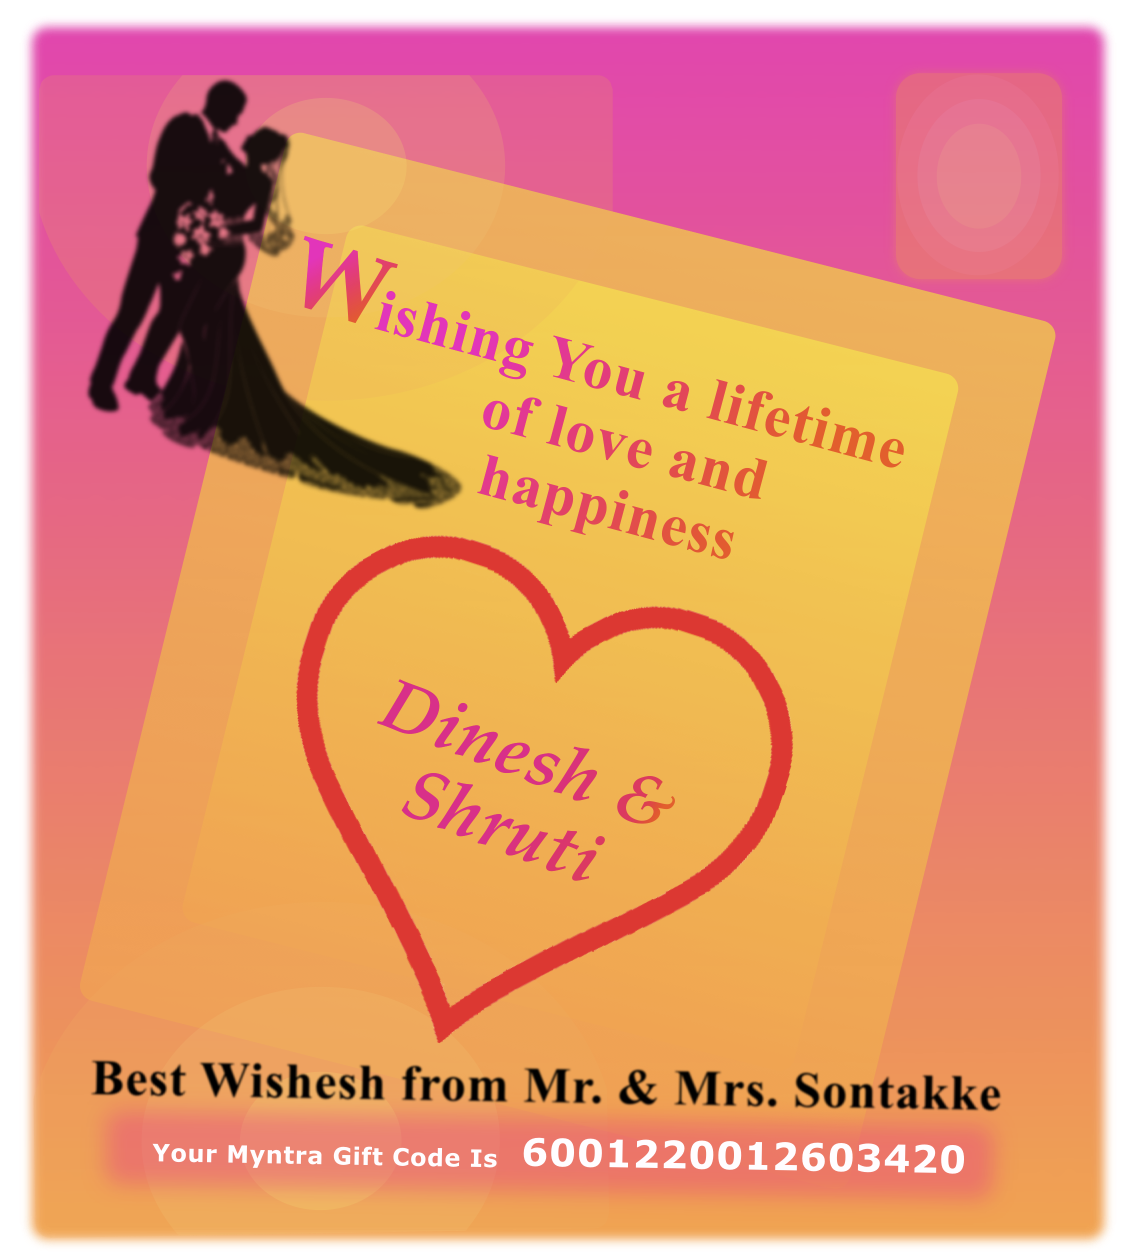 Wishing You a lifetime
of love and
happiness
Dinesh &
Shruti
Best Wishesh from Mr. & Mrs. Sontakke
Your Myntra Gift Code Is 6001220012603420